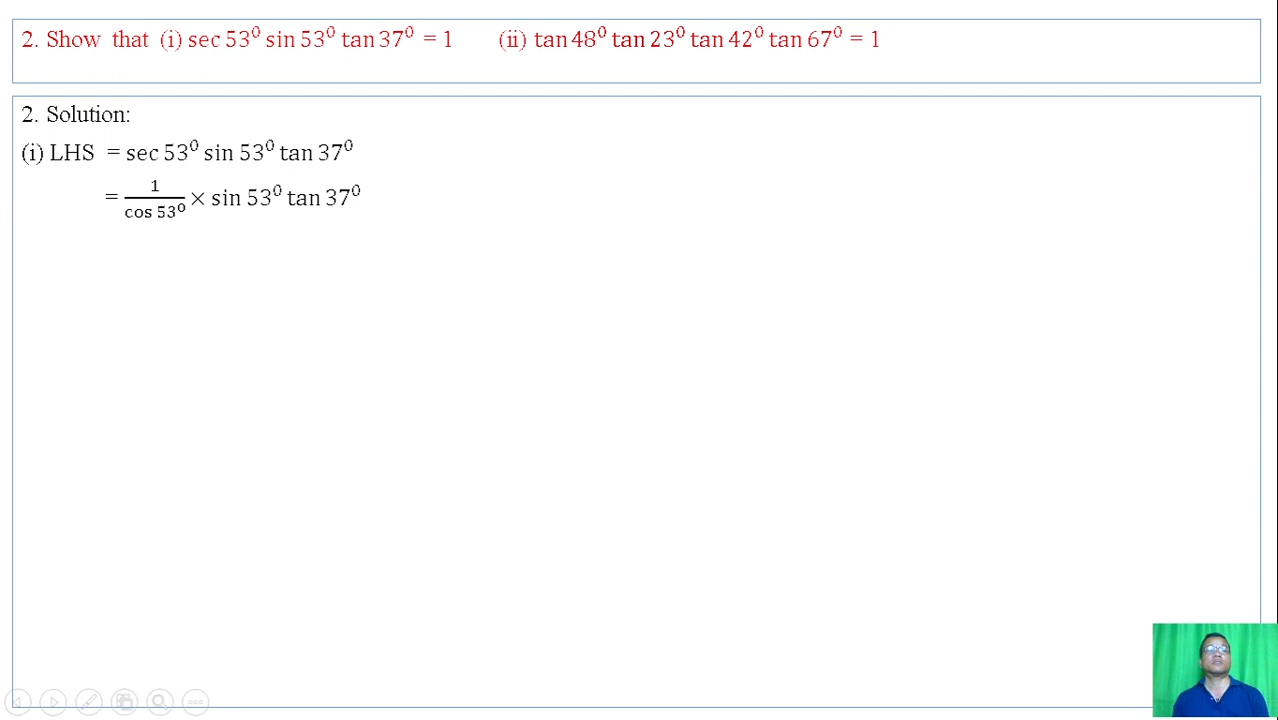 2. Show that (i) sec 53⁰ sin 53⁰ tan 37⁰ = 1 (ii) tan 48⁰ tan 23⁰ tan 42⁰ tan 67⁰ = 1
2. Solution:
(i) LHS = sec 53⁰ sin 53⁰ tan 37⁰
= 1/cos 53⁰ × sin 53⁰ tan 37⁰